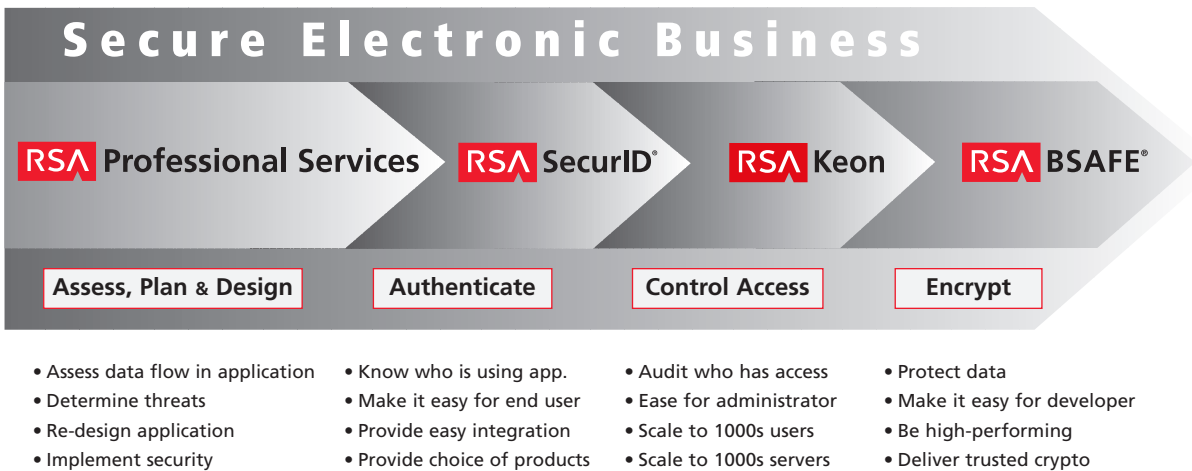 Secure Electronic Business
RSA Professional Services
RSA SecurID®
RSA Keon
RSA BSAFE®
Assess, Plan & Design
Authenticate
Control Access
Encrypt
• Assess data flow in application
• Determine threats
• Re-design application
• Implement security
• Know who is using app.
• Make it easy for end user
• Provide easy integration
• Provide choice of products
• Audit who has access
• Ease for administrator
• Scale to 1000s users
• Scale to 1000s servers
• Protect data
• Make it easy for developer
• Be high-performing
• Deliver trusted crypto